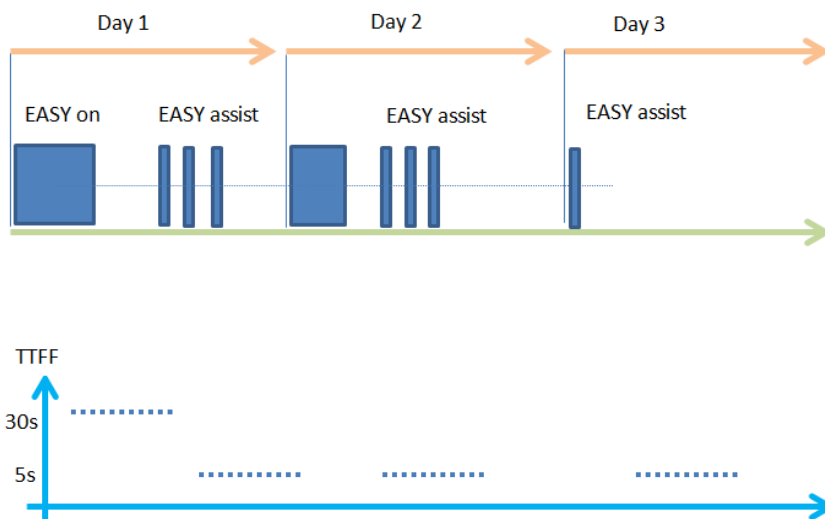 Day 1
Day 2
Day 3
EASY on
EASY assist
EASY assist
EASY assist
TTFF
30s
5s